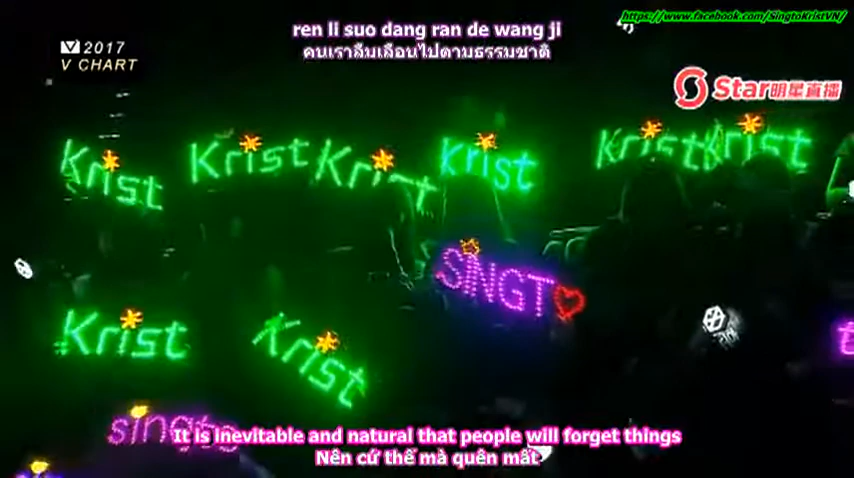 ren li suo dang ran de wang ji
คนเราลืมเลือนไปตามธรรมชาติ
https://www.facebook.com/SingtoKristVN/
2017
V CHART
Star明星直播
Krist
Krist
Krist
Krist
Krist
Krist
SINGT
Krist
Krist
singto
It is inevitable and natural that people will forget things
Nên cứ thế mà quên mất